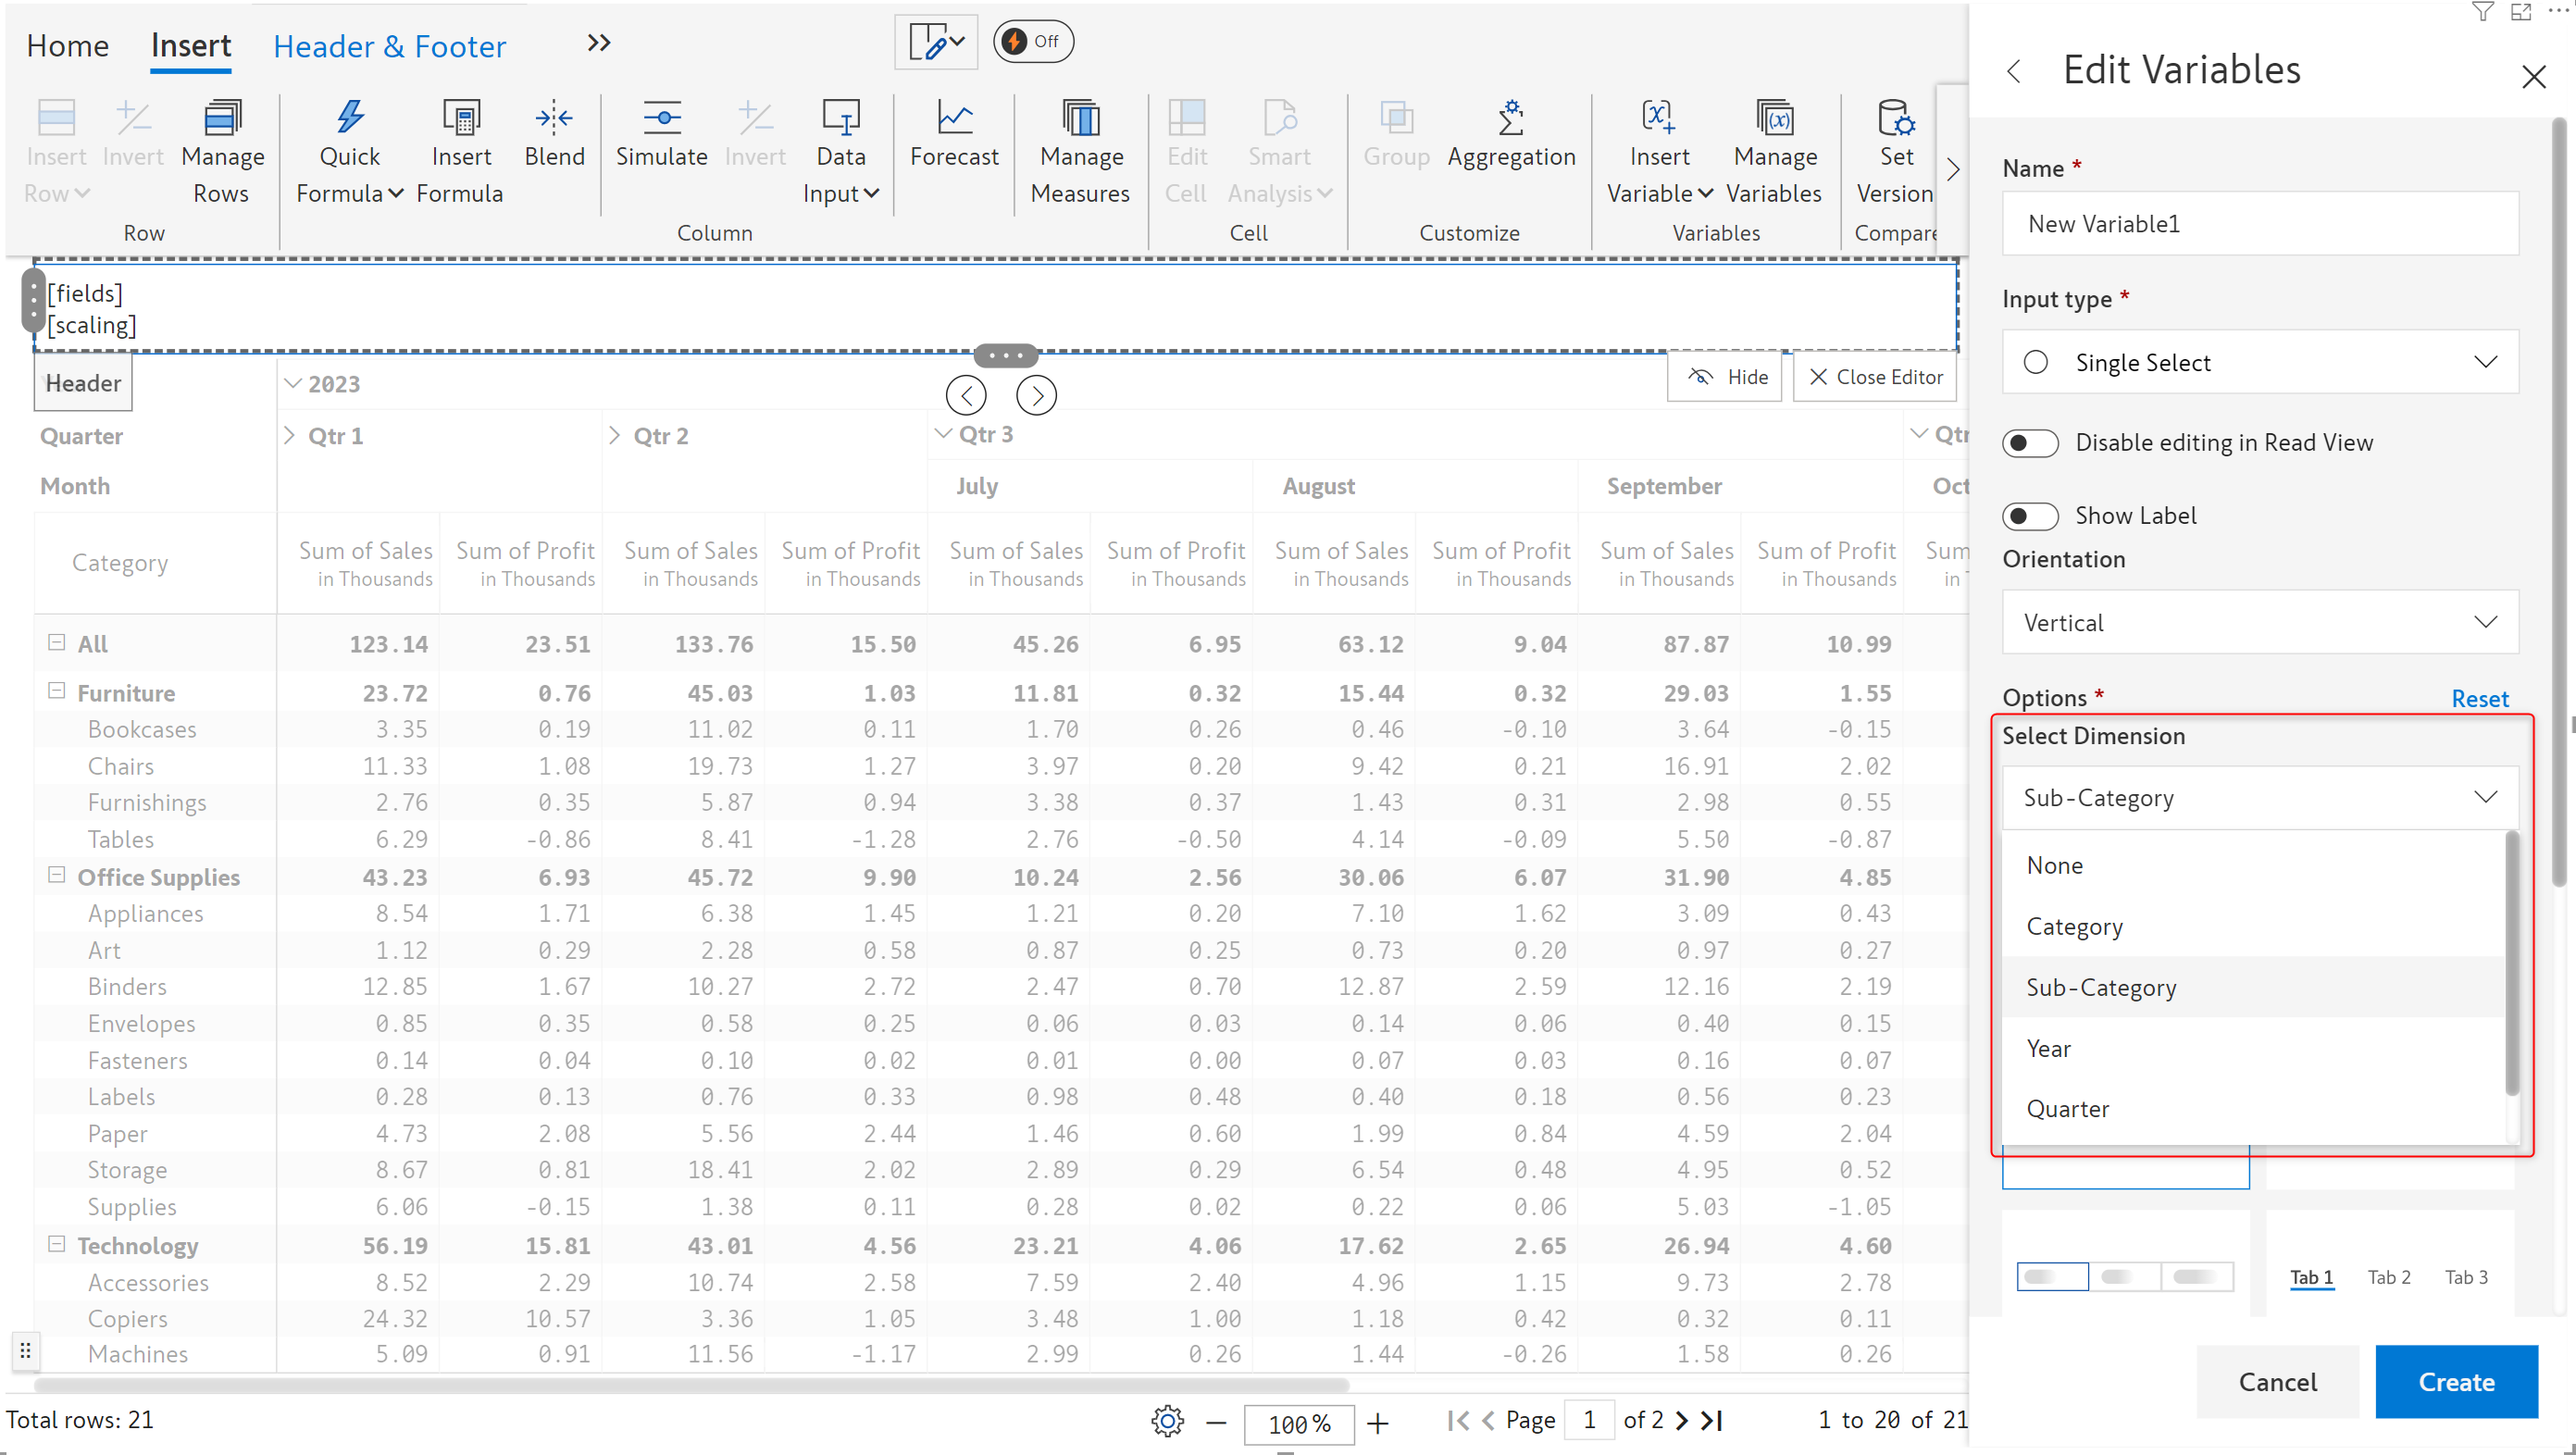 Home Insert Header & Footer Off
Insert Row Invert Manage Rows Quick Formula Insert Formula Blend Simulate Invert Data Input Forecast Manage Measures Edit Cell Smart Analysis Group Aggregation Insert Variable Manage Variables Set Version
Row Column Cell Customize Variables Compare
[fields]
[scaling]
Header 2023 Hide Close Editor
Quarter Qtr 1 Qtr 2 Qtr 3 Qtr
Month July August September Oct
Category Sum of Sales Sum of Profit Sum of Sales Sum of Profit Sum of Sales Sum of Profit Sum of Sales Sum of Profit Sum of Sales Sum of Profit Sum
in Thousands in Thousands in Thousands in Thousands in Thousands in Thousands in Thousands in Thousands in Thousands in Thousands in
All 123.14 23.51 133.76 15.50 45.26 6.95 63.12 9.04 87.87 10.99
Furniture 23.72 0.76 45.03 1.03 11.81 0.32 15.44 0.32 29.03 1.55
Bookcases 3.35 0.19 11.02 0.11 1.70 0.26 0.46 -0.10 3.64 -0.15
Chairs 11.33 1.08 19.73 1.27 3.97 0.20 9.42 0.21 16.91 2.02
Furnishings 2.76 0.35 5.87 0.94 3.38 0.37 1.43 0.31 2.98 0.55
Tables 6.29 -0.86 8.41 -1.28 2.76 -0.50 4.14 -0.09 5.50 -0.87
Office Supplies 43.23 6.93 45.72 9.90 10.24 2.56 30.06 6.07 31.90 4.85
Appliances 8.54 1.71 6.38 1.45 1.21 0.20 7.10 1.62 3.09 0.43
Art 1.12 0.29 2.28 0.58 0.87 0.25 0.73 0.20 0.97 0.27
Binders 12.85 1.67 10.27 2.72 2.47 0.70 12.87 2.59 12.16 2.19
Envelopes 0.85 0.35 0.58 0.25 0.06 0.03 0.14 0.06 0.40 0.15
Fasteners 0.14 0.04 0.10 0.02 0.01 0.00 0.07 0.03 0.16 0.07
Labels 0.28 0.13 0.76 0.33 0.98 0.48 0.40 0.18 0.56 0.23
Paper 4.73 2.08 5.56 2.44 1.46 0.60 1.99 0.84 4.59 2.04
Storage 8.67 0.81 18.41 2.02 2.89 0.29 6.54 0.48 4.95 0.52
Supplies 6.06 -0.15 1.38 0.11 0.28 0.02 0.22 0.06 5.03 -1.05
Technology 56.19 15.81 43.01 4.56 23.21 4.06 17.62 2.65 26.94 4.60
Accessories 8.52 2.29 10.74 2.58 7.59 2.40 4.96 1.15 9.73 2.78
Copiers 24.32 10.57 3.36 1.05 3.48 1.00 1.18 0.42 0.32 0.11
Machines 5.09 0.91 11.56 -1.17 2.99 0.26 1.44 -0.26 1.58 0.26
Total rows: 21 100% Page 1 of 2 1 to 20 of 21
Edit Variables
Name *
New Variable1
Input type *
Single Select
Disable editing in Read View
Show Label
Orientation
Vertical
Options * Reset
Select Dimension
Sub-Category
None
Category
Sub-Category
Year
Quarter
Tab 1 Tab 2 Tab 3
Cancel Create